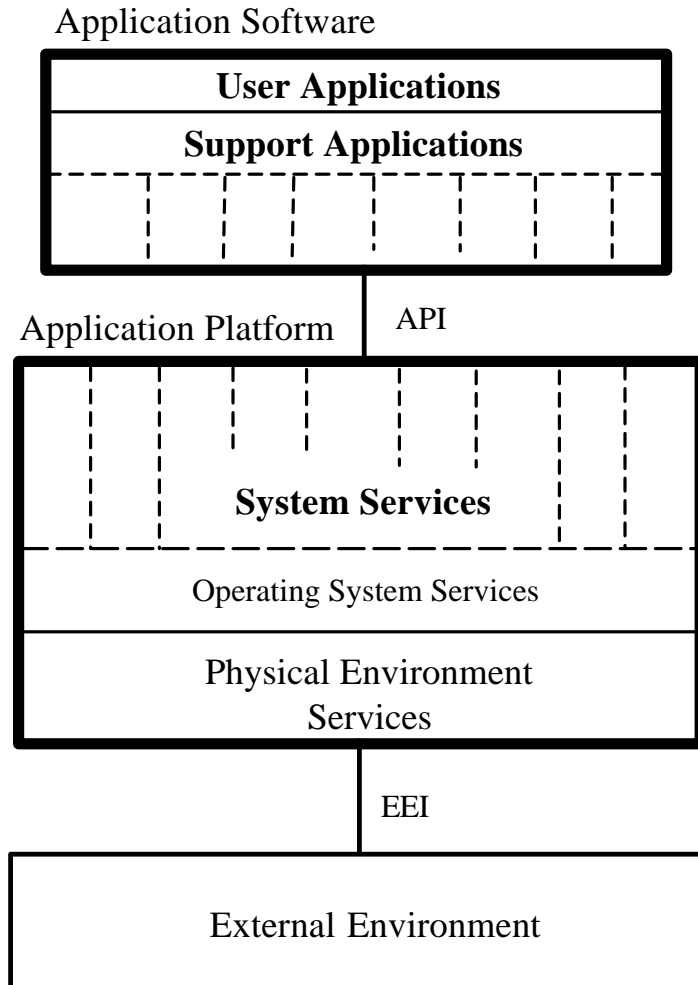 Application Software
User Applications
Support Applications
API
Application Platform
System Services
Operating System Services
Physical Environment
Services
EEI
External Environment